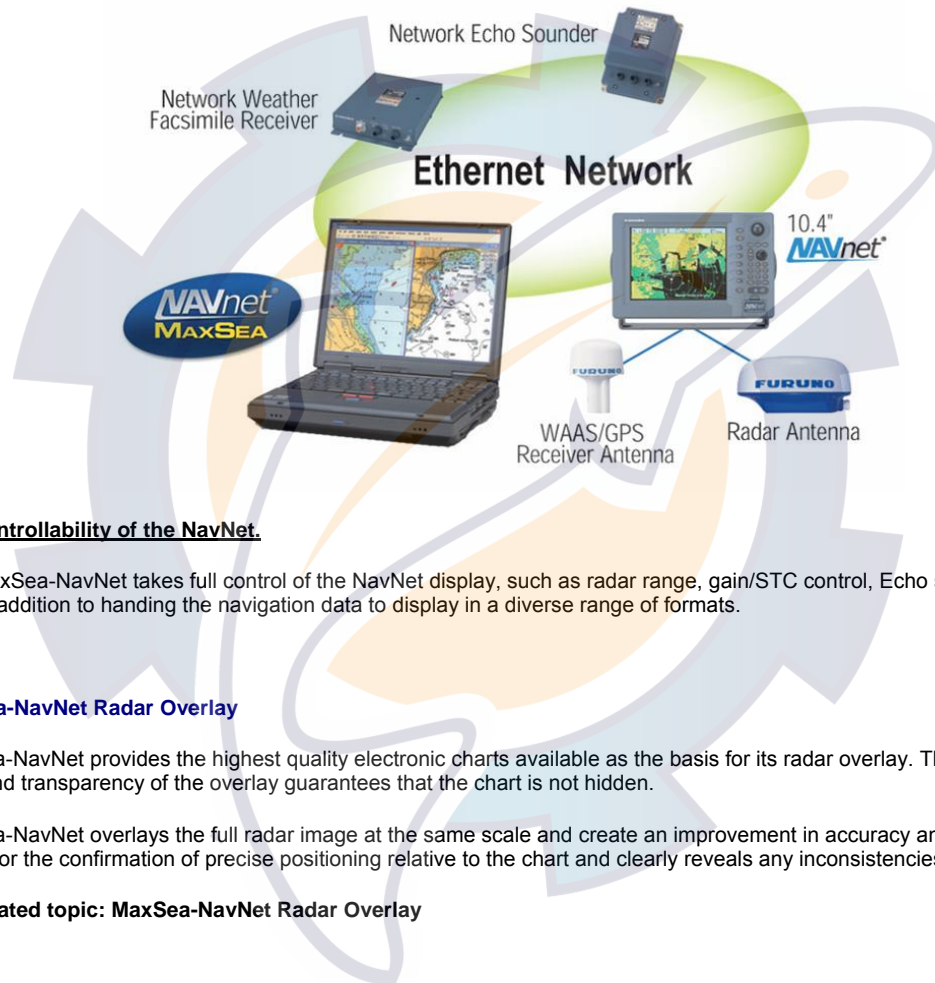 Network Echo Sounder
Network Weather
Facsimile Receiver
Ethernet Network
10.4"
NAVnet
NAVnet
MAXSEA
FURUNO
FURUNO
WAAS/GPS
Receiver Antenna
Radar Antenna
ntrollability of the NavNet.
xSea-NavNet takes full control of the NavNet display, such as radar range, gain/STC control, Echo
addition to handing the navigation data to display in a diverse range of formats.
a-NavNet Radar Overlay
a-NavNet provides the highest quality electronic charts available as the basis for its radar overlay. Th
nd transparency of the overlay guarantees that the chart is not hidden.
a-NavNet overlays the full radar image at the same scale and create an improvement in accuracy an
or the confirmation of precise positioning relative to the chart and clearly reveals any inconsistencies
ated topic: MaxSea-NavNet Radar Overlay